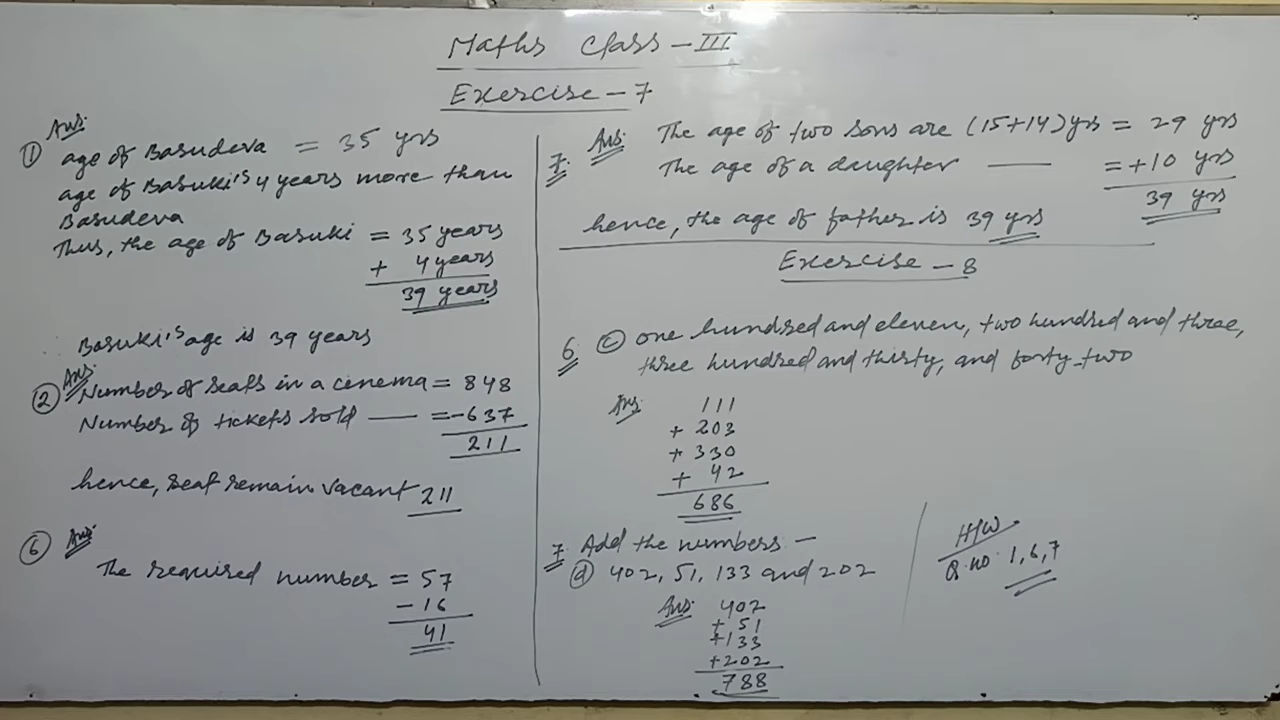 Maths Class - III
Exercise - 7
① Ans:
age of Basudeva = 35 yrs
age of Basuki's 4 years more than
Basudeva
Thus, the age of Basuki = 35 years
+ 4 years
39 years
Basuki's age is 39 years
② Ans:
Number of seats in a cinema = 848
Number of tickets sold — = -637
211
hence, seat remain vacant 211
⑥ Ans:
The required number = 57
- 16
41
7. Ans: The age of two sons are (15+14) yrs = 29 yrs
The age of a daughter — = +10 yrs
39 yrs
hence, the age of father is 39 yrs
Exercise - 8
6 ⓒ one hundred and eleven, two hundred and three,
three hundred and thirty, and forty-two
Ans: 111
+ 203
+ 330
+ 42
686
7 Add the numbers —
ⓓ 402, 51, 133 and 202
Ans: 402
+ 51
+133
+202
788
H/W
Q. no. 1, 6, 7